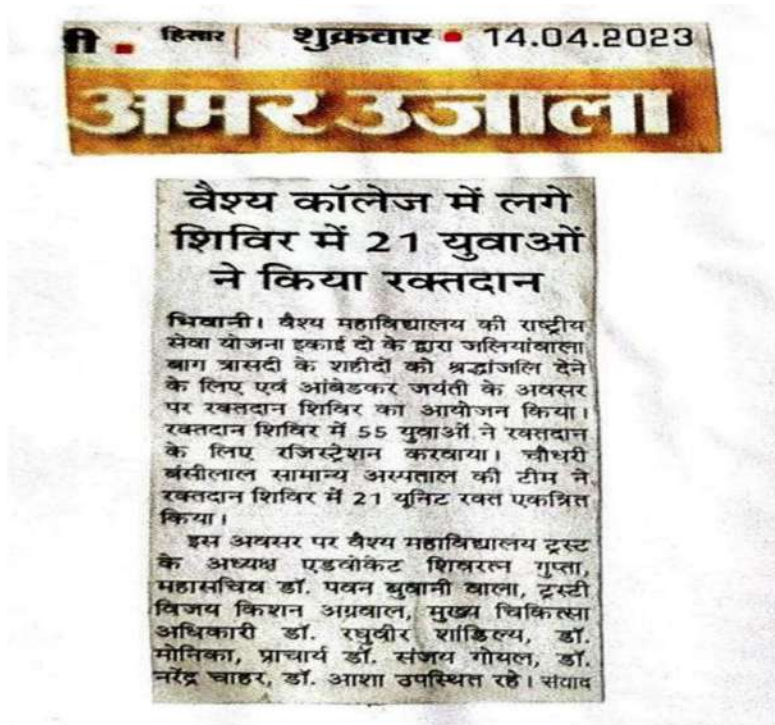 हिसार
शुक्रवार • 14.04.2023
अमर उजाला
वैश्य कॉलेज में लगे
शिविर में 21 युवाओं
ने किया रक्तदान
भिवानी। वैश्य महाविद्यालय की राष्ट्रीय
सेवा योजना इकाई दो के द्वारा जलियांवाला
बाग त्रासदी के शहीदों को श्रद्धांजलि देने
के लिए एवं आंबेडकर जयंती के अवसर
पर रक्तदान शिविर का आयोजन किया।
रक्तदान शिविर में 55 युवाओं ने रक्तदान
के लिए रजिस्ट्रेशन करवाया। चौधरी
बंसीलाल सामान्य अस्पताल की टीम ने
रक्तदान शिविर में 21 यूनिट रक्त एकत्रित
किया।
इस अवसर पर वैश्य महाविद्यालय ट्रस्ट
के अध्यक्ष एडवोकेट शिवरत्न गुप्ता,
महासचिव डॉ. पवन बुवानी वाला, ट्रस्टी
विजय किशन अग्रवाल, मुख्य चिकित्सा
अधिकारी डॉ. रघुवीर शांडिल्य, डॉ.
मोनिका, प्राचार्य डॉ. संजय गोयल, डॉ.
नरेंद्र चाहर, डॉ. आशा उपस्थित रहे। संवाद